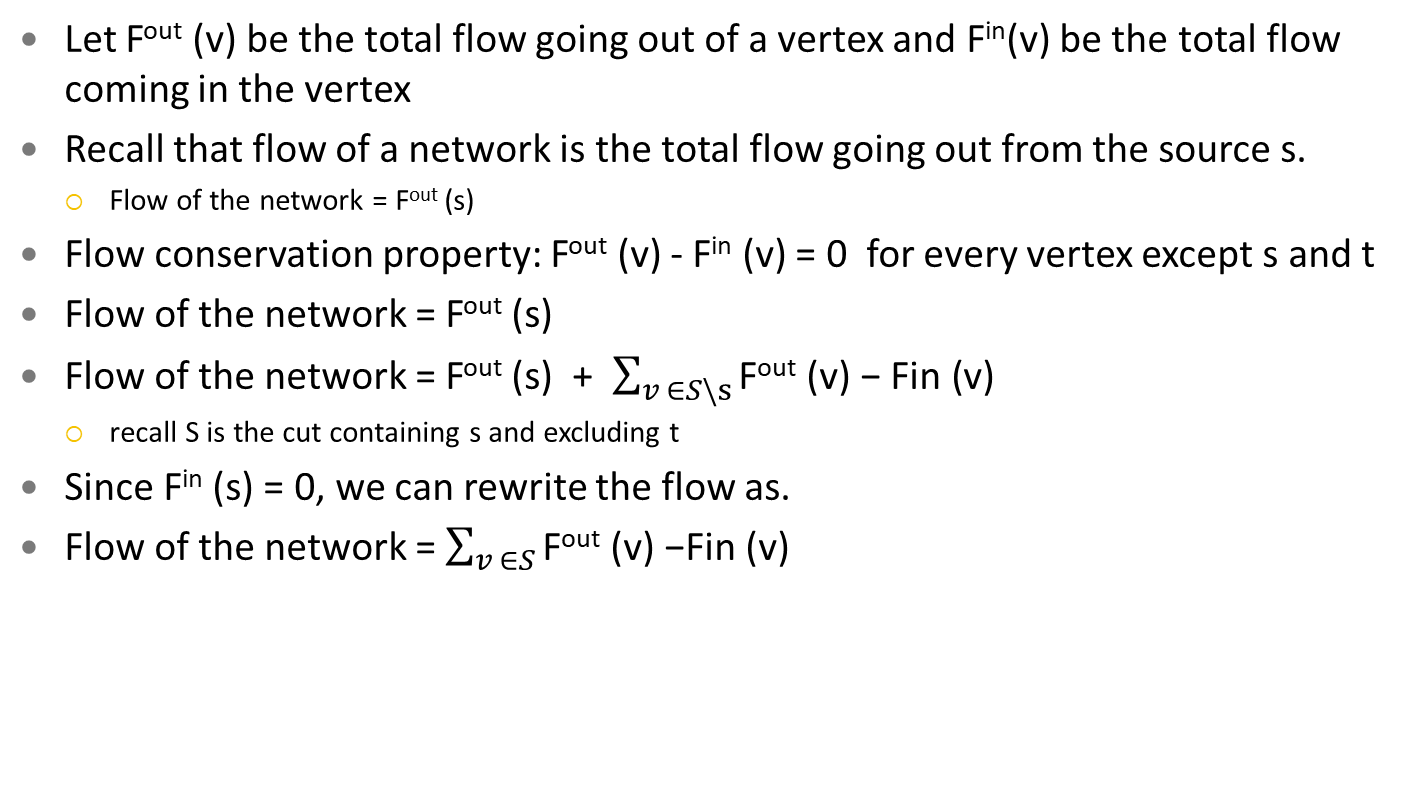 • Let Fᵒᵘᵗ (v) be the total flow going out of a vertex and Fⁱⁿ(v) be the total flow
coming in the vertex
• Recall that flow of a network is the total flow going out from the source s.
○ Flow of the network = Fᵒᵘᵗ (s)
• Flow conservation property: Fᵒᵘᵗ (v) - Fⁱⁿ (v) = 0 for every vertex except s and t
• Flow of the network = Fᵒᵘᵗ (s)
• Flow of the network = Fᵒᵘᵗ (s) + ∑_{v ∈S\s} Fᵒᵘᵗ (v) − Fin (v)
○ recall S is the cut containing s and excluding t
• Since Fⁱⁿ (s) = 0, we can rewrite the flow as.
• Flow of the network = ∑_{v ∈S} Fᵒᵘᵗ (v) −Fin (v)